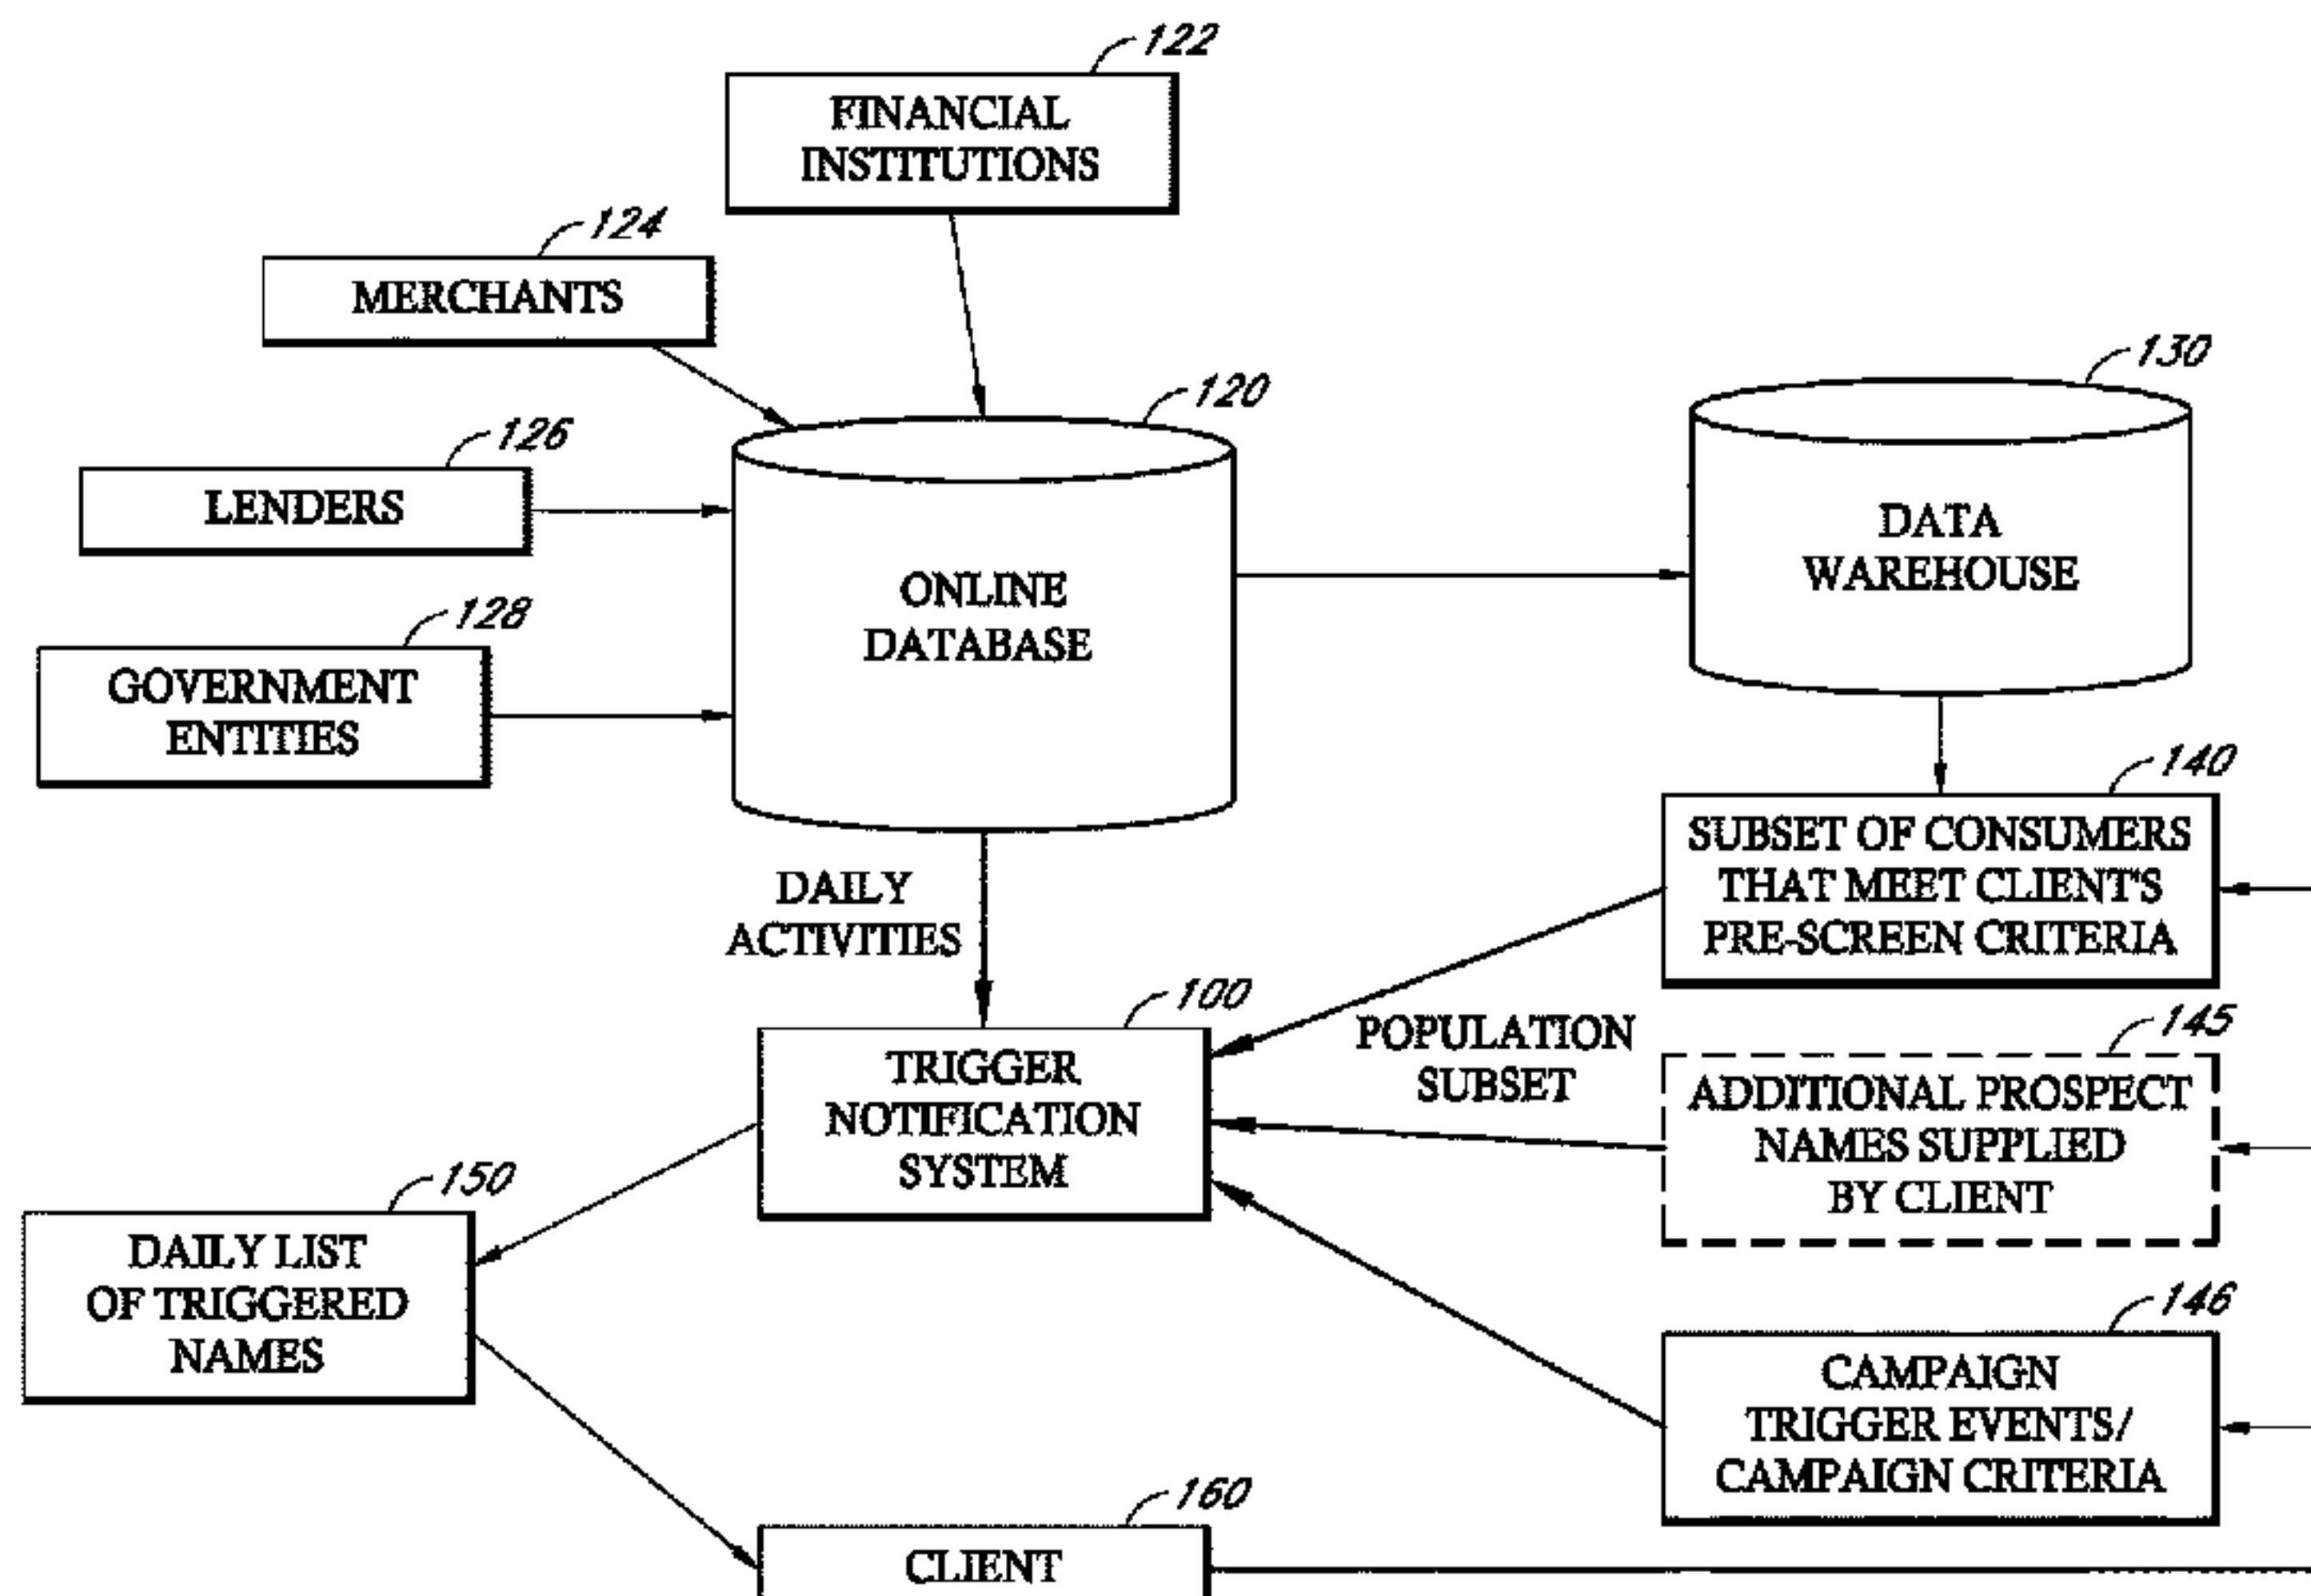 122
FINANCIAL
INSTITUTIONS
124
MERCHANTS
130
120
126
LENDERS
DATA
WAREHOUSE
ONLINE
DATABASE
128
GOVERNMENT
ENTITIES
140
SUBSET OF CONSUMERS
THAT MEET CLIENT'S
PRE-SCREEN CRITERIA
DAILY
ACTIVITIES
100
TRIGGER
NOTIFICATION
SYSTEM
POPULATION
SUBSET
145
ADDITIONAL PROSPECT
NAMES SUPPLIED
BY CLIENT
150
DAILY LIST
OF TRIGGERED
NAMES
146
CAMPAIGN
TRIGGER EVENTS/
CAMPAIGN CRITERIA
160
CLIENT